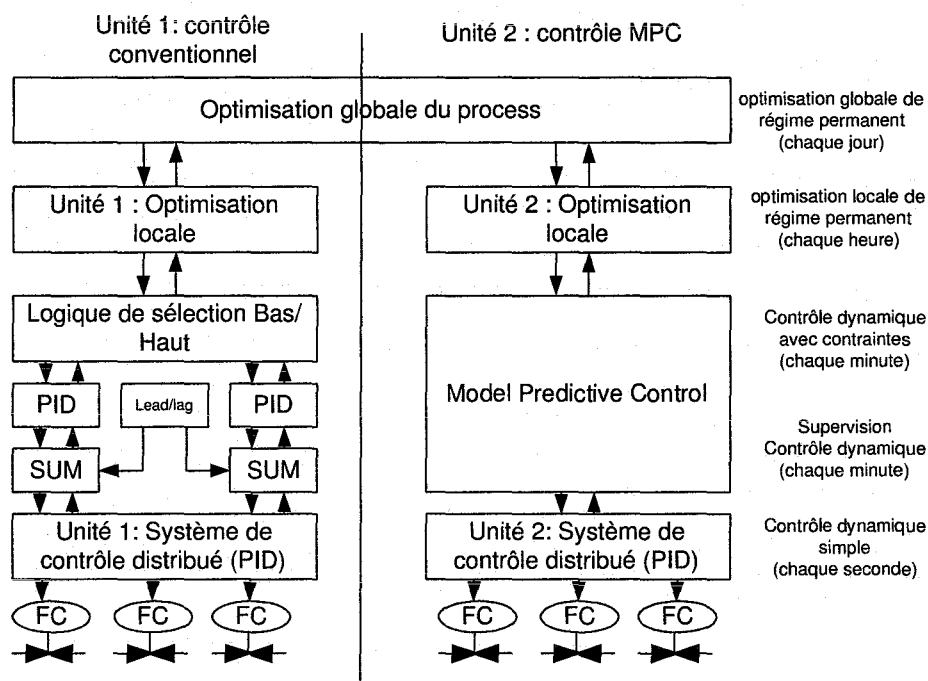 Unité 1: contrôle
conventionnel
Unité 2 : contrôle MPC
Optimisation globale du process
optimisation globale de
régime permanent
(chaque jour)
Unité 1 : Optimisation
locale
Unité 2 : Optimisation
locale
optimisation locale de
régime permanent
(chaque heure)
Logique de sélection Bas/
Haut
Contrôle dynamique
avec contraintes
(chaque minute)
PID
Lead/lag
PID
Model Predictive Control
SUM
SUM
Supervision
Contrôle dynamique
(chaque minute)
Unité 1: Système de
contrôle distribué (PID)
Unité 2: Système de
contrôle distribué (PID)
Contrôle dynamique
simple
(chaque seconde)
FC
FC
FC
FC
FC
FC